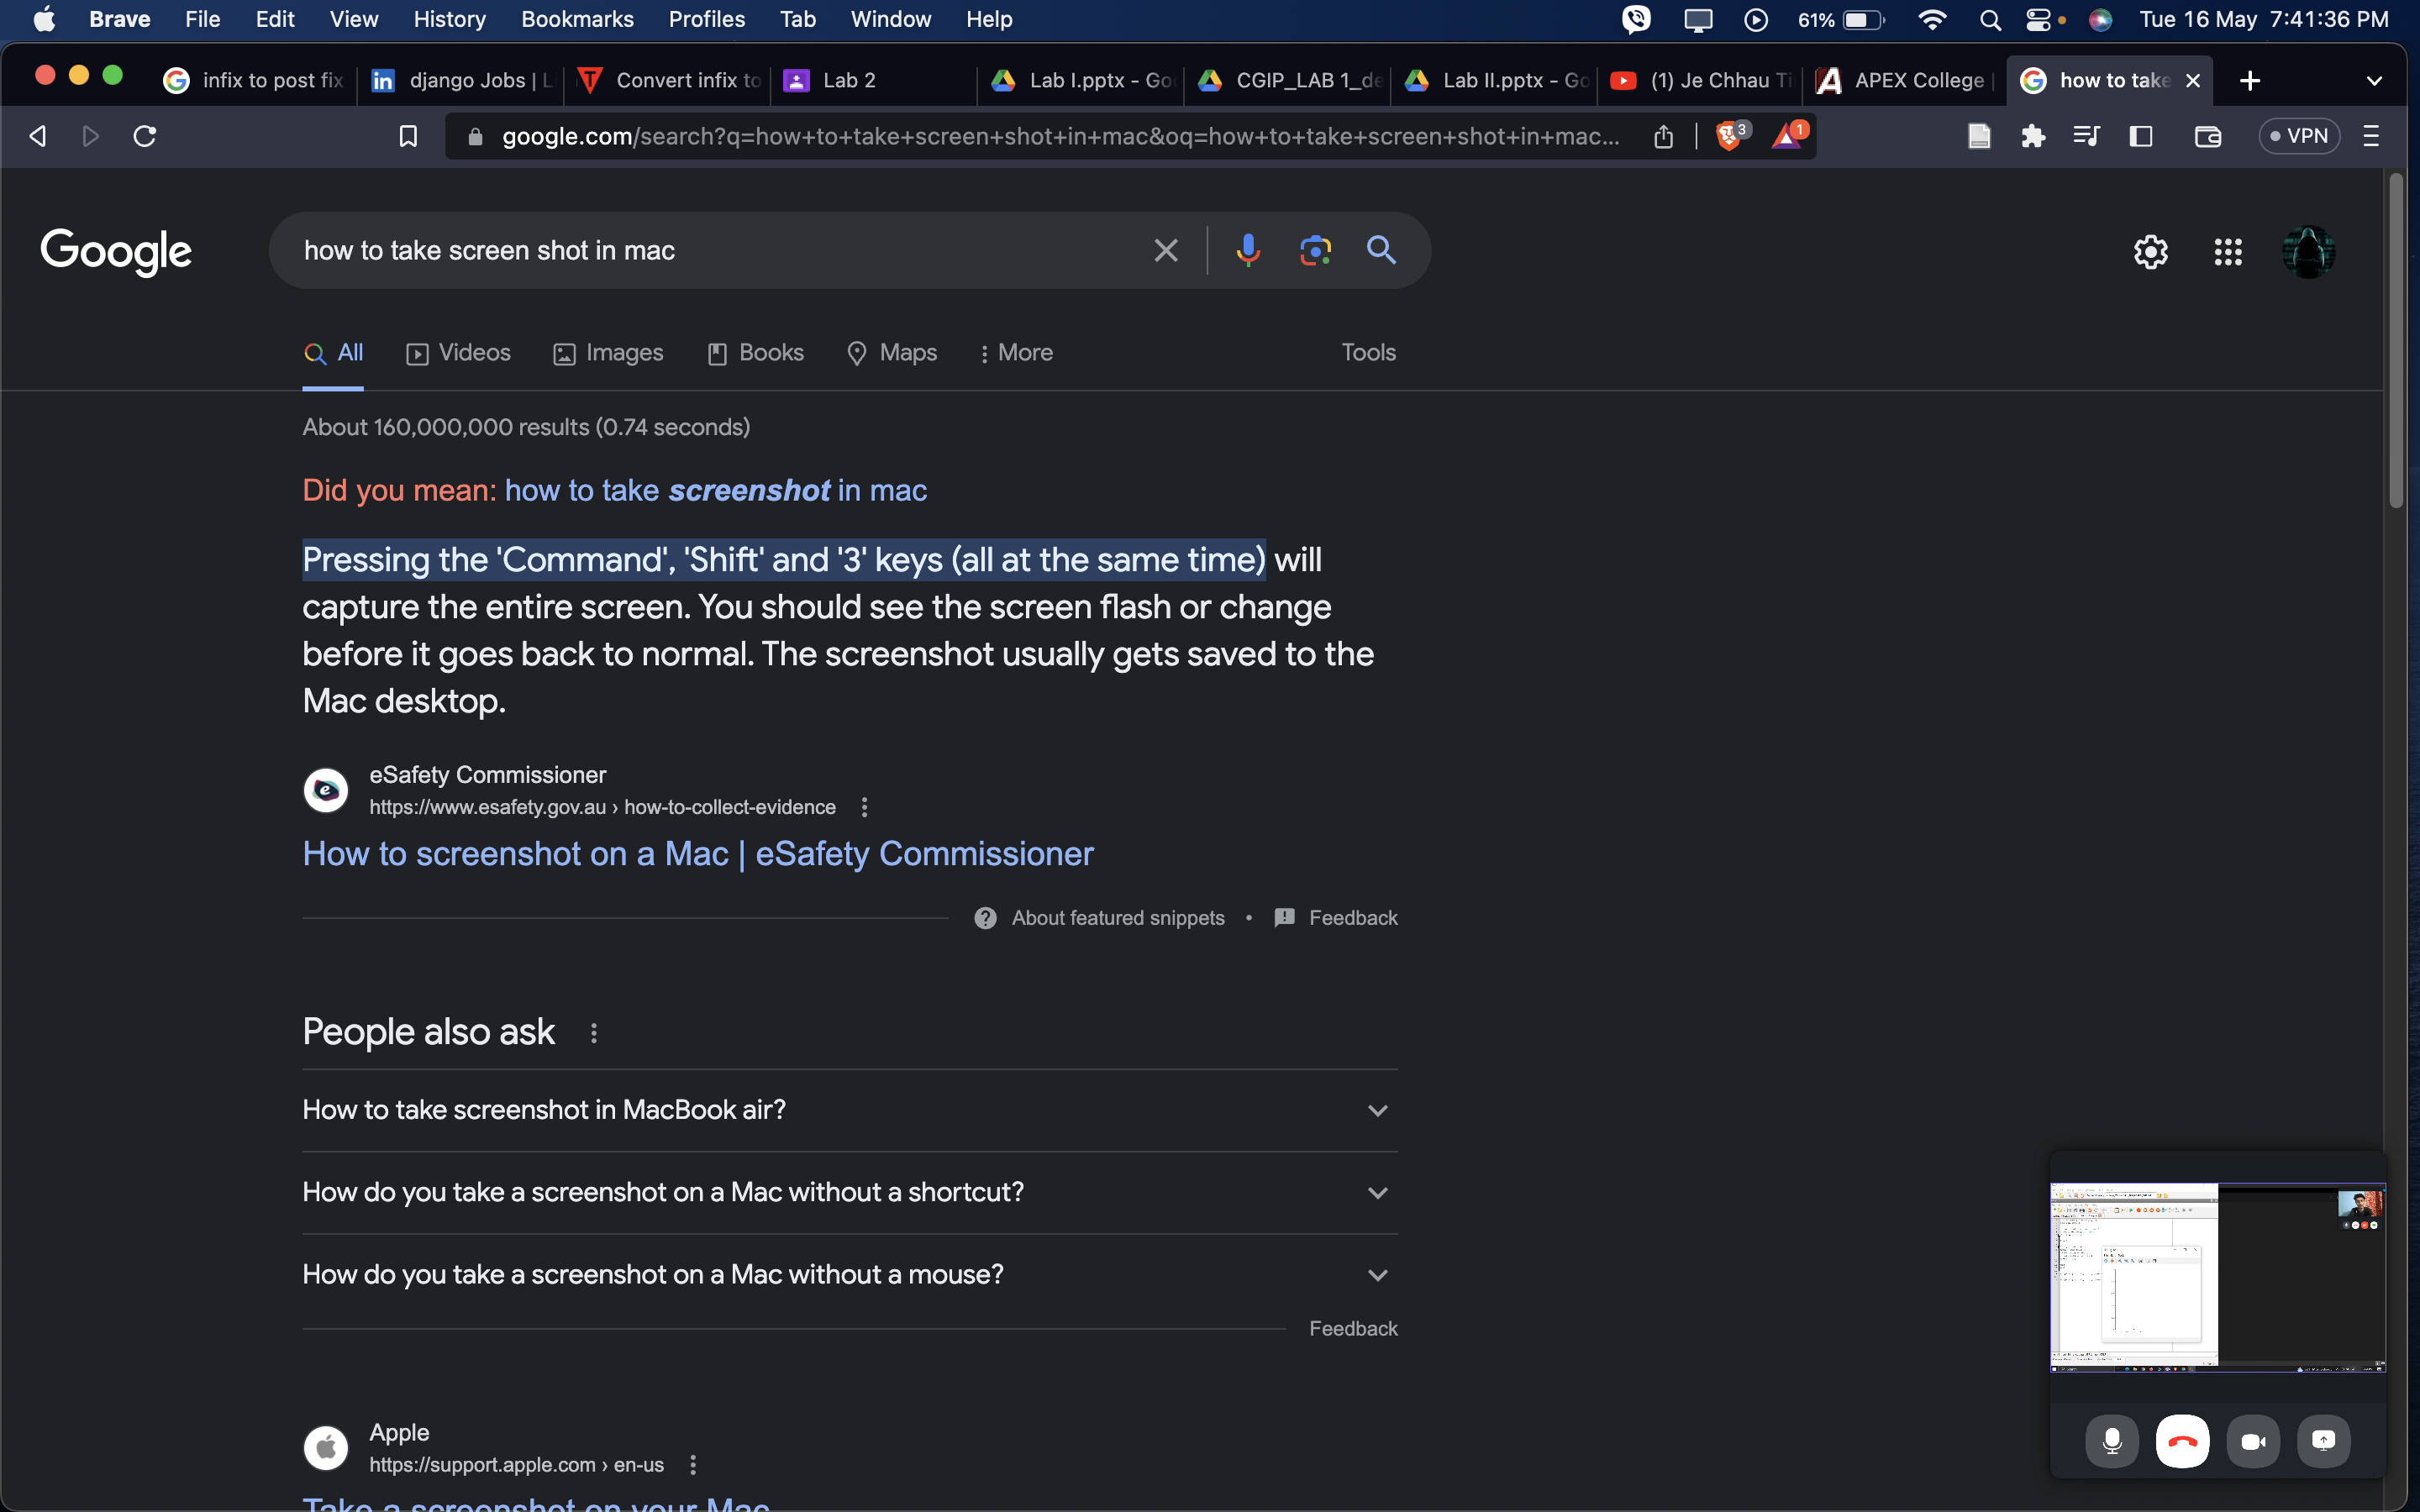 Brave File Edit View History Bookmarks Profiles Tab Window Help 61% Tue 16 May 7:41:36 PM
infix to post fix django Jobs | Li Convert infix to Lab 2 Lab I.pptx - Goo CGIP_LAB 1_de Lab II.pptx - Go (1) Je Chhau Ti APEX College | how to take
google.com/search?q=how+to+take+screen+shot+in+mac&oq=how+to+take+screen+shot+in+mac... 3 1 VPN
Google how to take screen shot in mac
All Videos Images Books Maps More Tools
About 160,000,000 results (0.74 seconds)
Did you mean: how to take screenshot in mac
Pressing the 'Command', 'Shift' and '3' keys (all at the same time) will
capture the entire screen. You should see the screen flash or change
before it goes back to normal. The screenshot usually gets saved to the
Mac desktop.
eSafety Commissioner
https://www.esafety.gov.au › how-to-collect-evidence
How to screenshot on a Mac | eSafety Commissioner
About featured snippets • Feedback
People also ask
How to take screenshot in MacBook air?
How do you take a screenshot on a Mac without a shortcut?
How do you take a screenshot on a Mac without a mouse?
Feedback
Apple
https://support.apple.com › en-us
Take a screenshot on your Mac